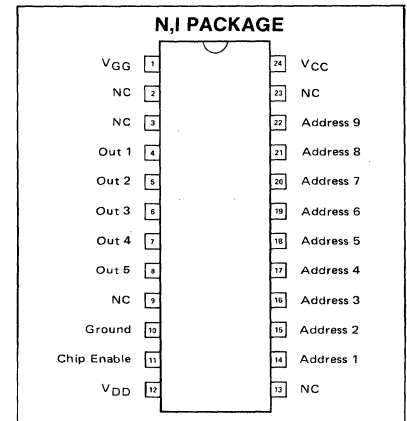 N,I PACKAGE
VGG 1 24 VCC
NC 2 23 NC
NC 3 22 Address 9
Out 1 4 21 Address 8
Out 2 5 20 Address 7
Out 3 6 19 Address 6
Out 4 7 18 Address 5
Out 5 8 17 Address 4
NC 9 16 Address 3
Ground 10 15 Address 2
Chip Enable 11 14 Address 1
VDD 12 13 NC